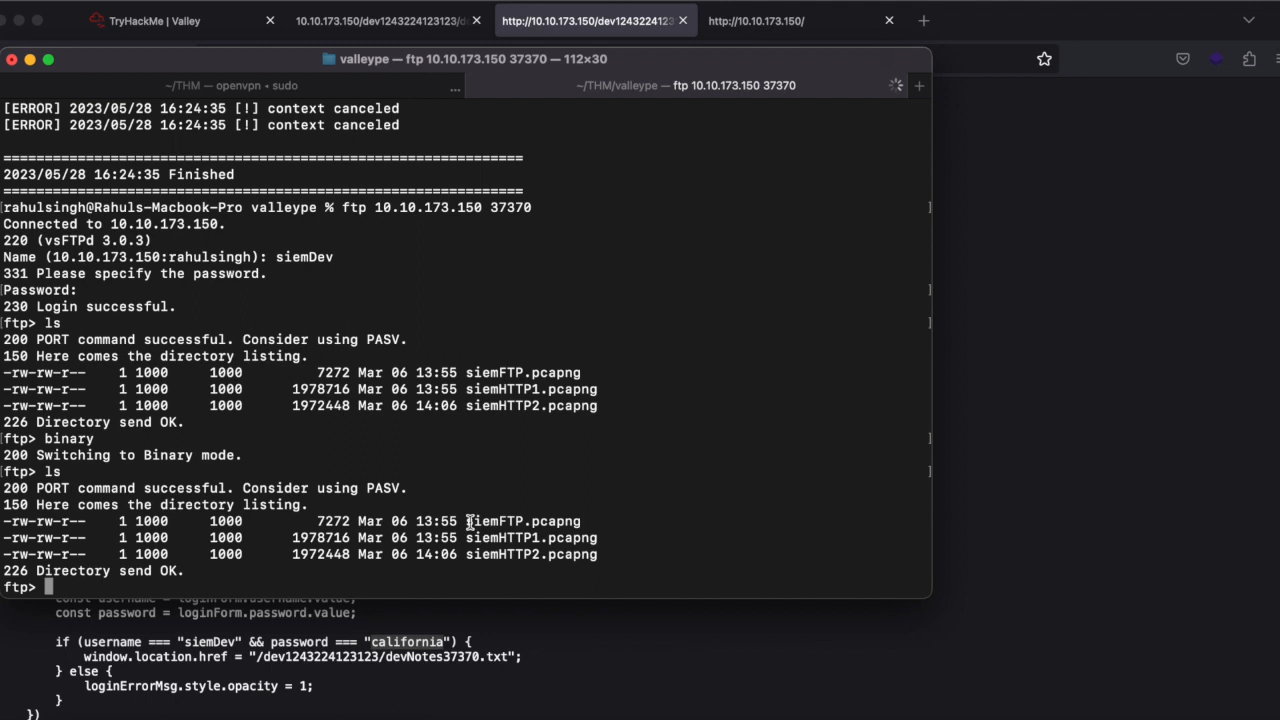 TryHackMe | Valley
10.10.173.150/dev1243224123123/d
http://10.10.173.150/dev1243224123
http://10.10.173.150/
valleype — ftp 10.10.173.150 37370 — 112×30
~/THM — openvpn • sudo
...
~/THM/valleype — ftp 10.10.173.150 37370
[ERROR] 2023/05/28 16:24:35 [!] context canceled
[ERROR] 2023/05/28 16:24:35 [!] context canceled
===============================================================
2023/05/28 16:24:35 Finished
===============================================================
[rahulsingh@Rahuls-Macbook-Pro valleype % ftp 10.10.173.150 37370 ]
Connected to 10.10.173.150.
220 (vsFTPd 3.0.3)
Name (10.10.173.150:rahulsingh): siemDev
331 Please specify the password.
[Password: ]
230 Login successful.
[ftp> ls ]
200 PORT command successful. Consider using PASV.
150 Here comes the directory listing.
-rw-rw-r-- 1 1000 1000 7272 Mar 06 13:55 siemFTP.pcapng
-rw-rw-r-- 1 1000 1000 1978716 Mar 06 13:55 siemHTTP1.pcapng
-rw-rw-r-- 1 1000 1000 1972448 Mar 06 14:06 siemHTTP2.pcapng
226 Directory send OK.
[ftp> binary ]
200 Switching to Binary mode.
[ftp> ls ]
200 PORT command successful. Consider using PASV.
150 Here comes the directory listing.
-rw-rw-r-- 1 1000 1000 7272 Mar 06 13:55 siemFTP.pcapng
-rw-rw-r-- 1 1000 1000 1978716 Mar 06 13:55 siemHTTP1.pcapng
-rw-rw-r-- 1 1000 1000 1972448 Mar 06 14:06 siemHTTP2.pcapng
226 Directory send OK.
ftp>
const username = loginForm.username.value;
const password = loginForm.password.value;
if (username === "siemDev" && password === "california") {
window.location.href = "/dev1243224123123/devNotes37370.txt";
} else {
loginErrorMsg.style.opacity = 1;
}
})